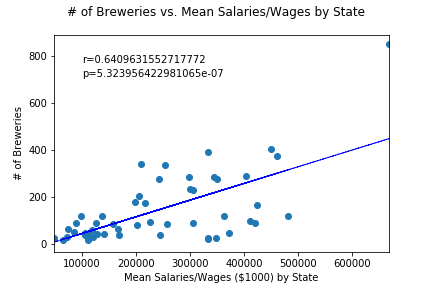 # of Breweries vs. Mean Salaries/Wages by State
r=0.6409631552717772
p=5.323956422981065e-07
800
600
400
200
0
# of Breweries
100000 200000 300000 400000 500000 600000
Mean Salaries/Wages ($1000) by State